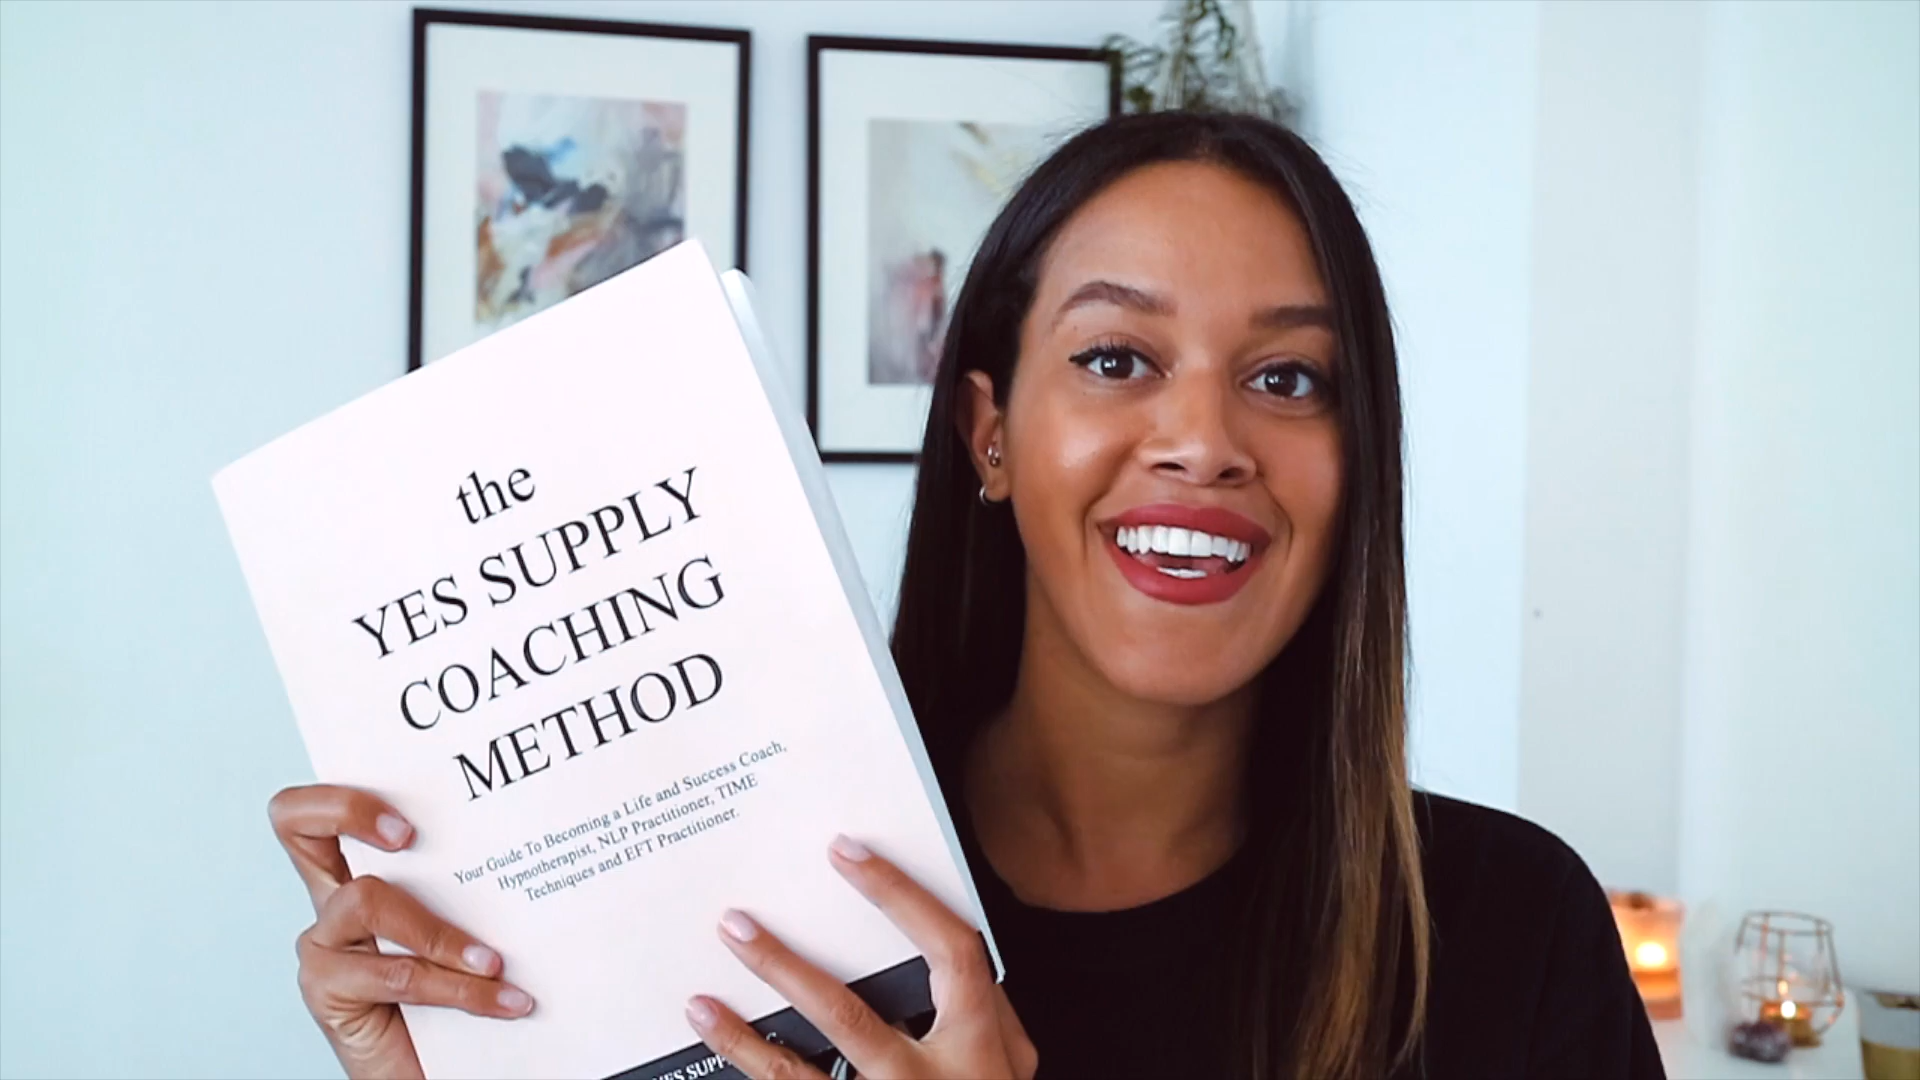 the
YES SUPPLY
COACHING
METHOD
Your Guide To Becoming a Life and Success Coach,
Hypnotherapist, NLP Practitioner, TIME
Techniques and EFT Practitioner.